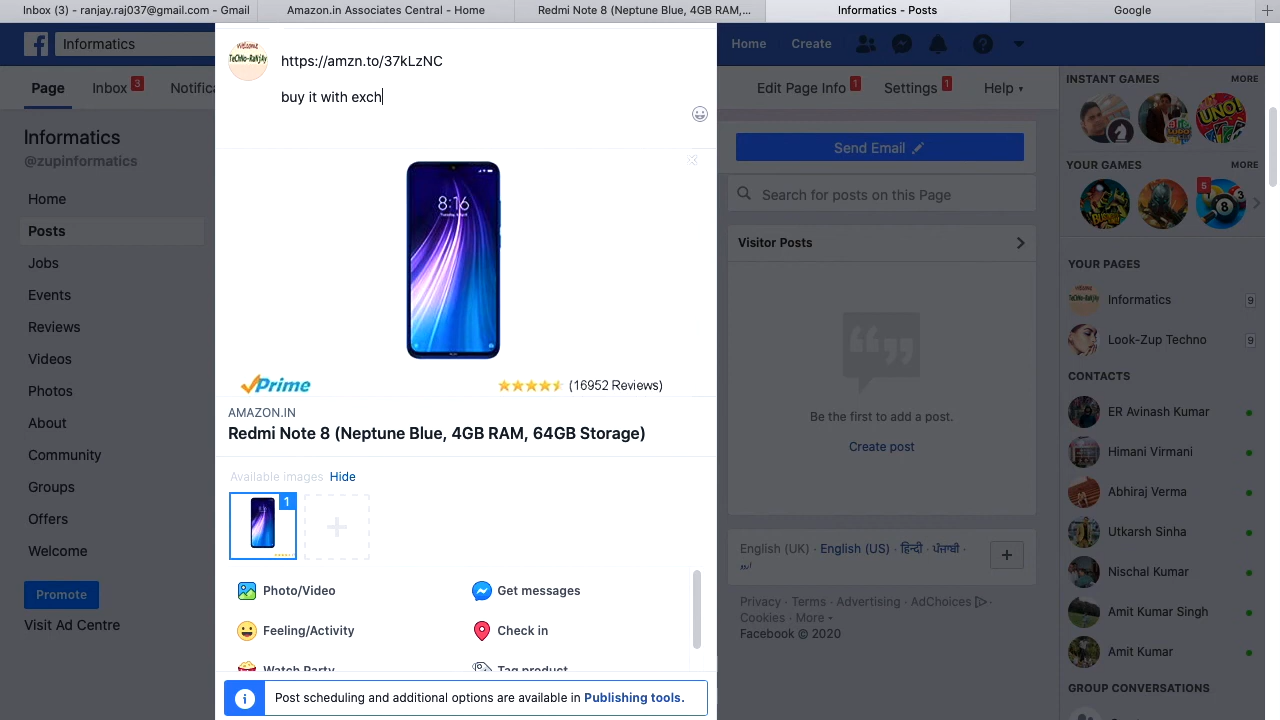 Inbox (3) - ranjay.raj037@gmail.com - Gmail
Amazon.in Associates Central - Home
Redmi Note 8 (Neptune Blue, 4GB RAM,...
Informatics - Posts
Google
Informatics
Home
Create
Page
Inbox 3
Notifica
Edit Page Info 1
Settings 1
Help
Informatics
@zupinformatics
Home
Posts
Jobs
Events
Reviews
Videos
Photos
About
Community
Groups
Offers
Welcome
Promote
Visit Ad Centre
Welcome
TeCHNo-RaNjAy
https://amzn.to/37kLzNC
buy it with exch
8:16
Prime
(16952 Reviews)
AMAZON.IN
Redmi Note 8 (Neptune Blue, 4GB RAM, 64GB Storage)
Available images Hide
1
Photo/Video
Get messages
Feeling/Activity
Check in
Watch Party
Tag product
Post scheduling and additional options are available in Publishing tools.
Send Email
Search for posts on this Page
Visitor Posts
Be the first to add a post.
Create post
English (UK) · English (US) · हिन्दी · ਪੰਜਾਬੀ ·
Privacy · Terms · Advertising · AdChoices ·
Cookies · More
Facebook © 2020
INSTANT GAMES
MORE
UNO
YOUR GAMES
MORE
6
8
YOUR PAGES
Informatics
9
Look-Zup Techno
9
CONTACTS
ER Avinash Kumar
Himani Virmani
Abhiraj Verma
Utkarsh Sinha
Nischal Kumar
Amit Kumar Singh
Amit Kumar
GROUP CONVERSATIONS